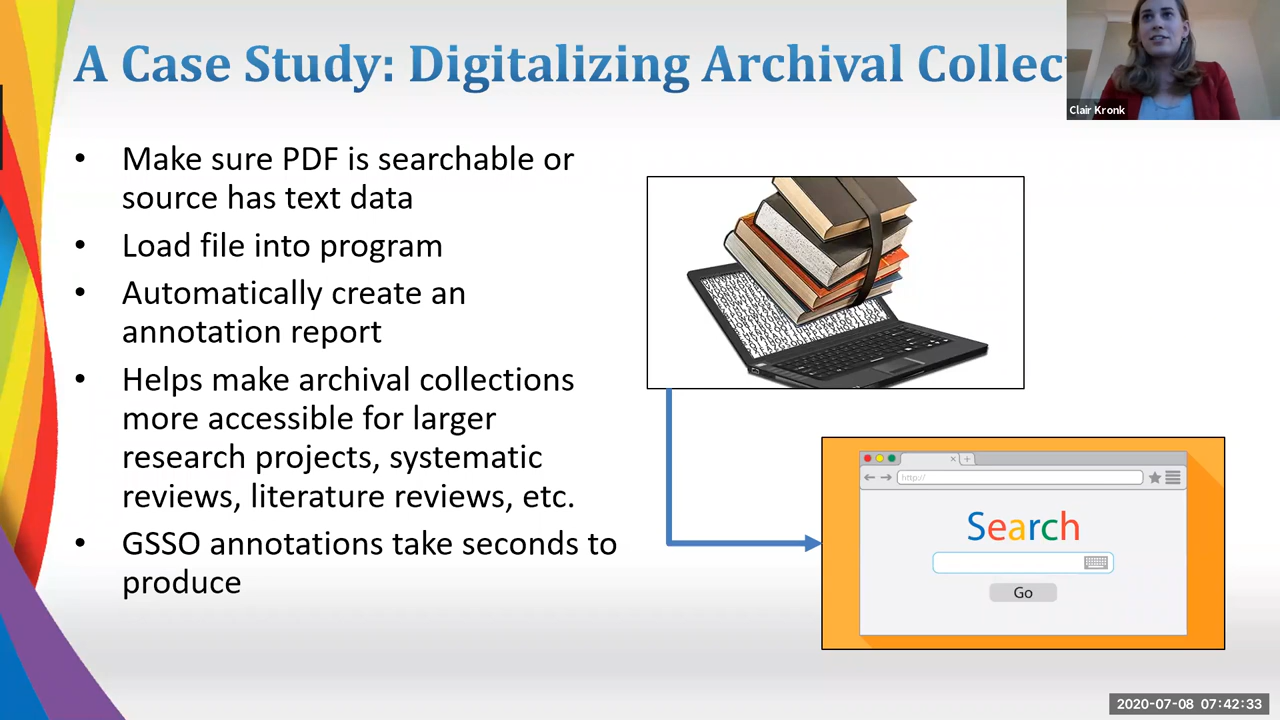 A Case Study: Digitalizing Archival Collec
Clair Kronk
• Make sure PDF is searchable or
source has text data
• Load file into program
• Automatically create an
annotation report
• Helps make archival collections
more accessible for larger
research projects, systematic
reviews, literature reviews, etc.
• GSSO annotations take seconds to
produce
http://
Search
Go
2020-07-08 07:42:33